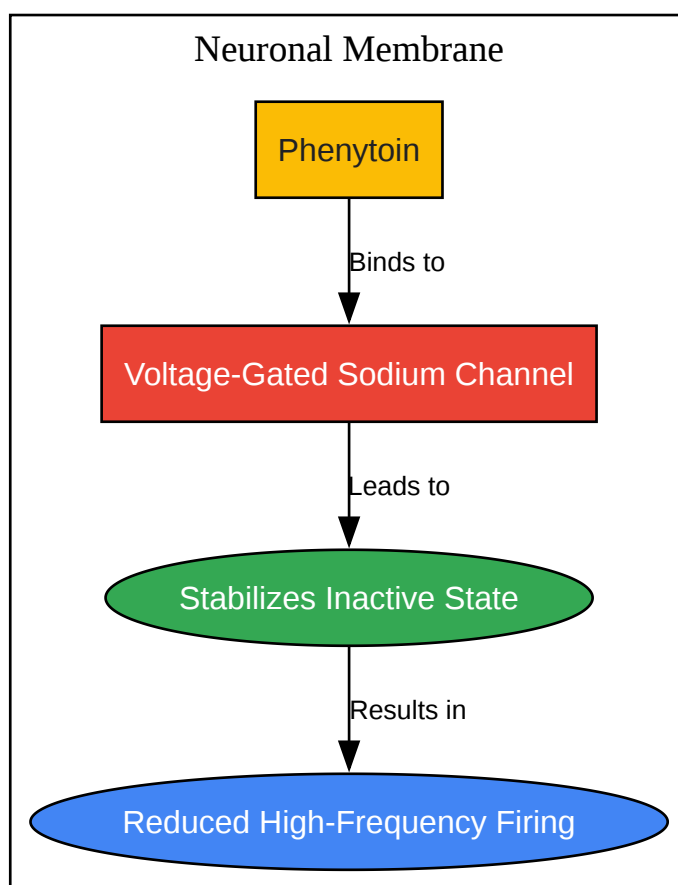 Neuronal Membrane
Phenytoin
Binds to
Voltage-Gated Sodium Channel
Leads to
Stabilizes Inactive State
Results in
Reduced High-Frequency Firing